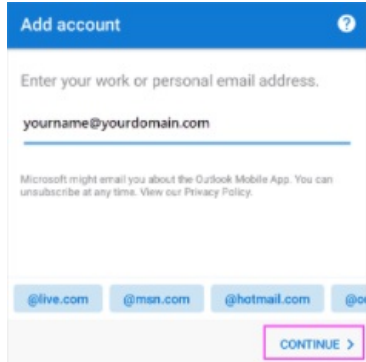 Add account ?
Enter your work or personal email address.
yourname@yourdomain.com
Microsoft might email you about the Outlook Mobile App. You can
unsubscribe at any time. View our Privacy Policy.
@live.com @msn.com @hotmail.com @o
CONTINUE >